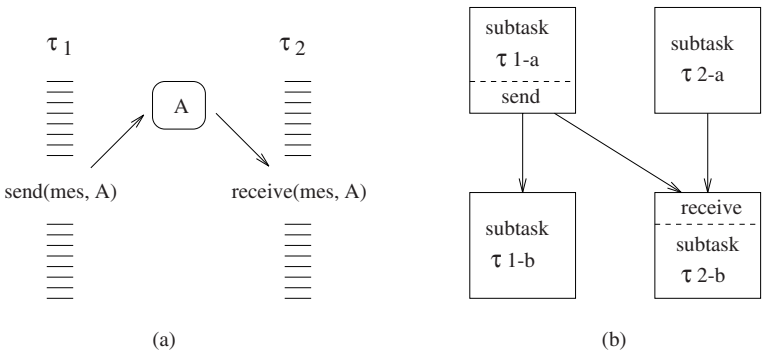 τ 1
τ 2
A
send(mes, A)
receive(mes, A)
(a)
subtask
τ 1-a
send
subtask
τ 2-a
subtask
τ 1-b
receive
subtask
τ 2-b
(b)